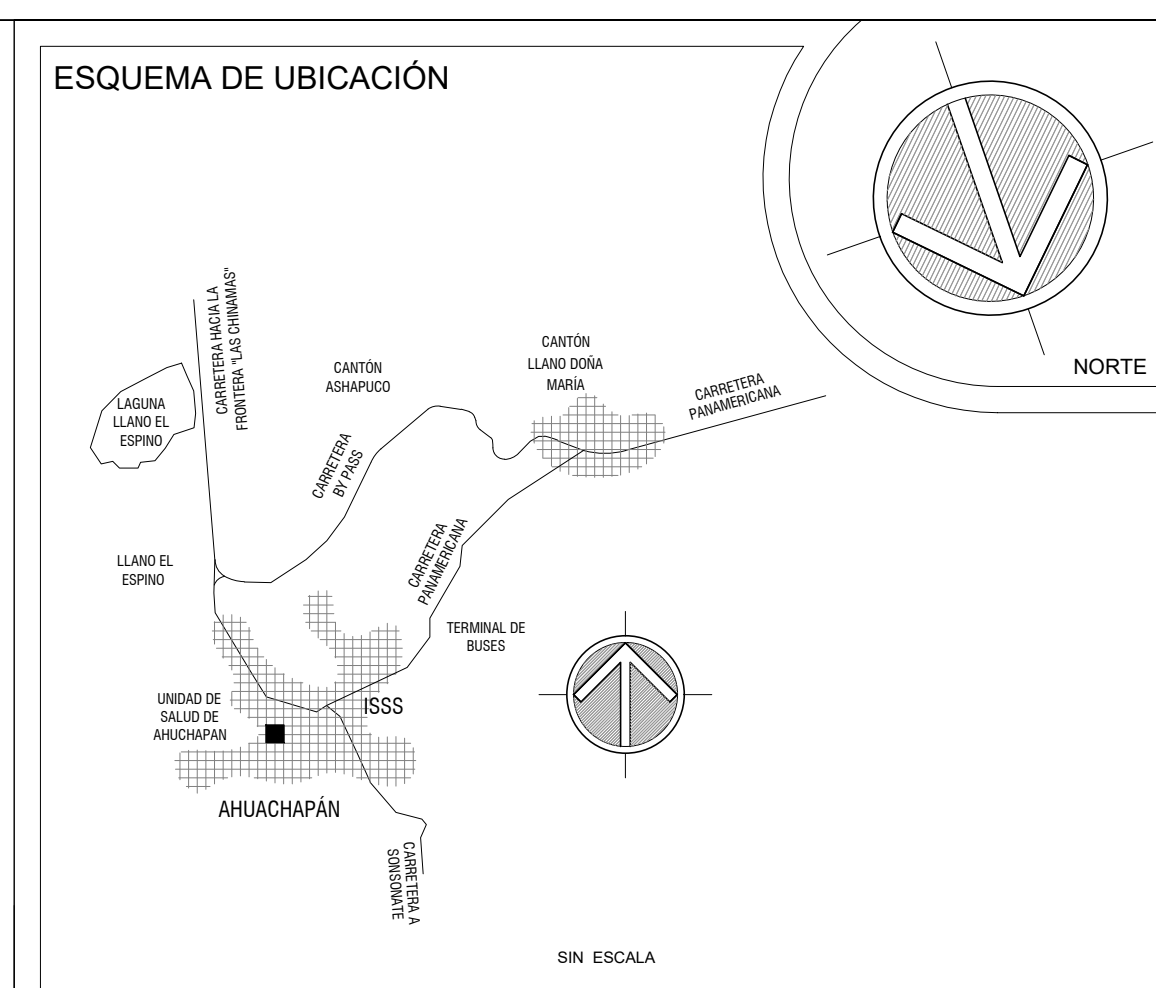 ESQUEMA DE UBICACIÓN
NORTE
CARRETERA HACIA LA
FRONTERA "LAS CHINAMAS"
LAGUNA
LLANO EL
ESPINO
CANTÓN
ASHAPUCO
CANTÓN
LLANO DOÑA
MARÍA
CARRETERA
PANAMERICANA
CARRETERA
BY PASS
CARRETERA
PANAMERICANA
LLANO EL
ESPINO
TERMINAL DE
BUSES
UNIDAD DE
SALUD DE
AHUCHAPAN
ISSS
AHUACHAPÁN
CARRETERA A
SONSONATE
SIN ESCALA